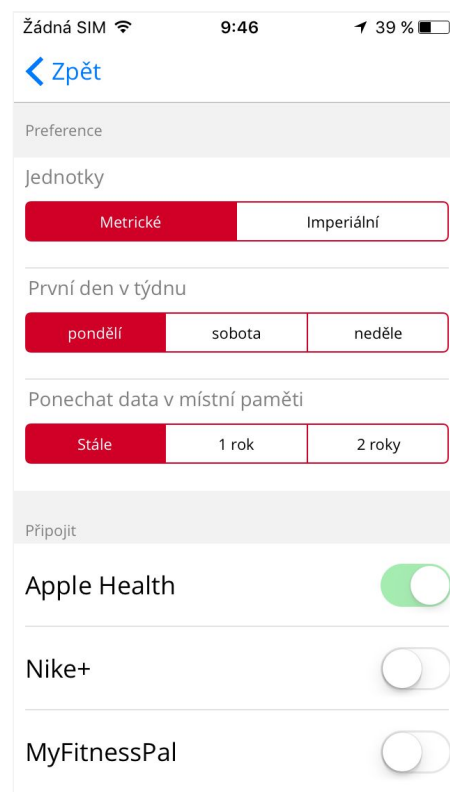 Žádná SIM 9:46 39 %
Zpět
Preference
Jednotky
Metrické Imperiální
První den v týdnu
pondělí sobota neděle
Ponechat data v místní paměti
Stále 1 rok 2 roky
Připojit
Apple Health
Nike+
MyFitnessPal